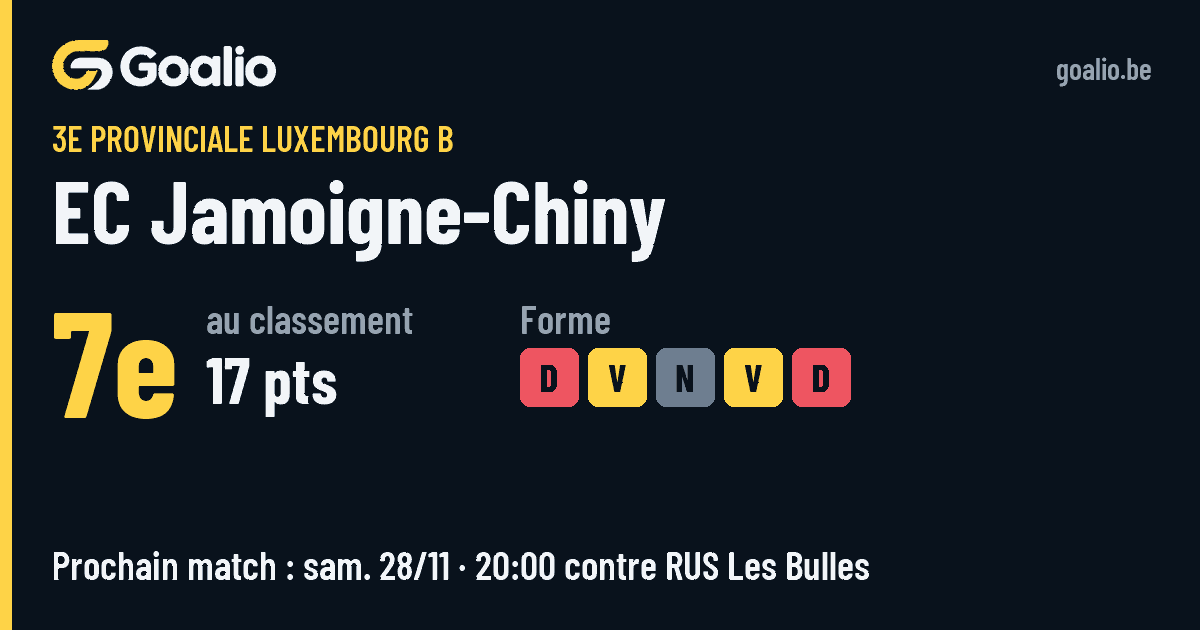 Goalio
goalio.be
3E PROVINCIALE LUXEMBOURG B
EC Jamoigne-Chiny
7e
au classement
17 pts
Forme
D V N V D
Prochain match : sam. 28/11 · 20:00 contre RUS Les Bulles